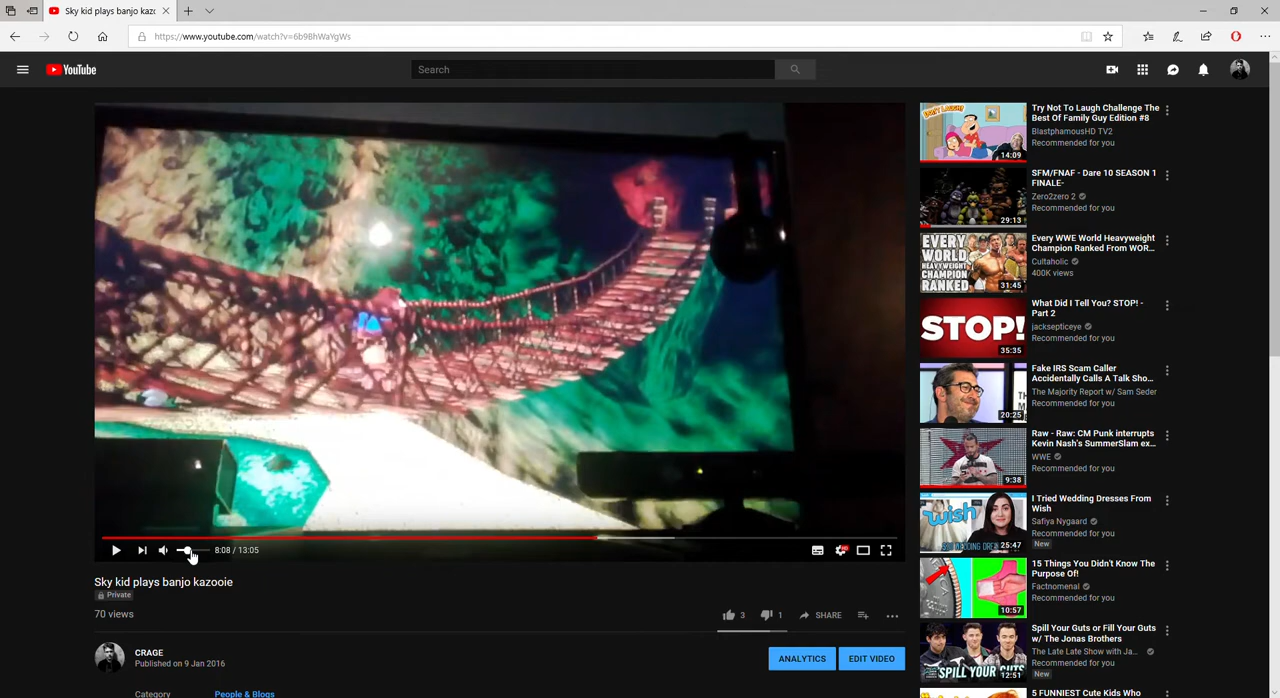 Sky kid plays banjo kazo
https://www.youtube.com/watch?v=6b9BhWaYgWs
YouTube
Search
8:08 / 13:05
HD
Sky kid plays banjo kazooie
Private
70 views
3
1
SHARE
CRAGE
Published on 9 Jan 2016
ANALYTICS
EDIT VIDEO
Category
People & Blogs
DON'T LAUGH!
14:09
Try Not To Laugh Challenge The
Best Of Family Guy Edition #8
BlastphamousHD TV2
Recommended for you
29:13
SFM/FNAF - Dare 10 SEASON 1
FINALE-
Zero2zero 2
Recommended for you
EVERY
WORLD
HEAVYWEIGHT
CHAMPION
RANKED
31:45
Every WWE World Heavyweight
Champion Ranked From WOR...
Cultaholic
400K views
STOP!
35:35
What Did I Tell You? STOP! -
Part 2
jacksepticeye
Recommended for you
20:25
Fake IRS Scam Caller
Accidentally Calls A Talk Sho...
The Majority Report w/ Sam Seder
Recommended for you
9:38
Raw - Raw: CM Punk interrupts
Kevin Nash's SummerSlam ex...
WWE
Recommended for you
wish
25:47
I Tried Wedding Dresses From
Wish
Safiya Nygaard
Recommended for you
New
10:57
15 Things You Didn't Know The
Purpose Of!
Factnomenal
Recommended for you
SPILL YOUR GUTS
12:51
Spill Your Guts or Fill Your Guts
w/ The Jonas Brothers
The Late Late Show with Ja...
Recommended for you
New
5 FUNNIEST Cute Kids Who